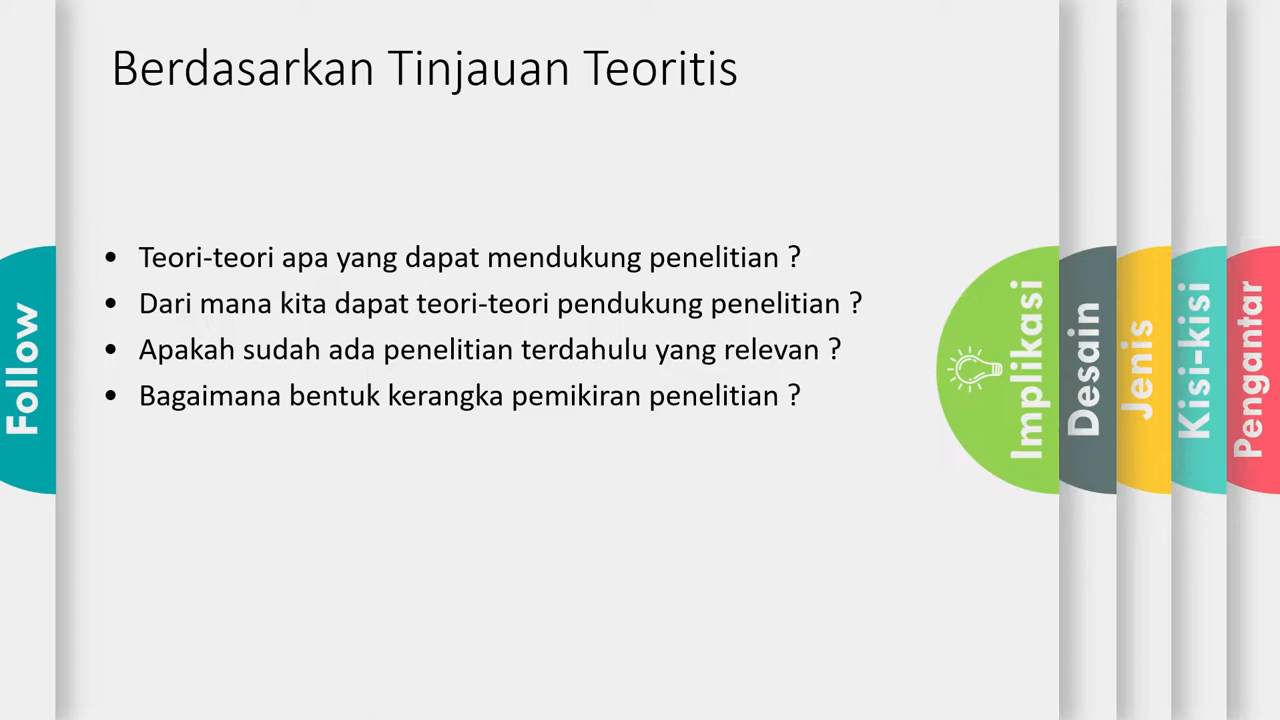 Berdasarkan Tinjauan Teoritis
• Teori-teori apa yang dapat mendukung penelitian ?
• Dari mana kita dapat teori-teori pendukung penelitian ?
• Apakah sudah ada penelitian terdahulu yang relevan ?
• Bagaimana bentuk kerangka pemikiran penelitian ?
Follow
Implikasi
Desain
Jenis
Kisi-kisi
Pengantar